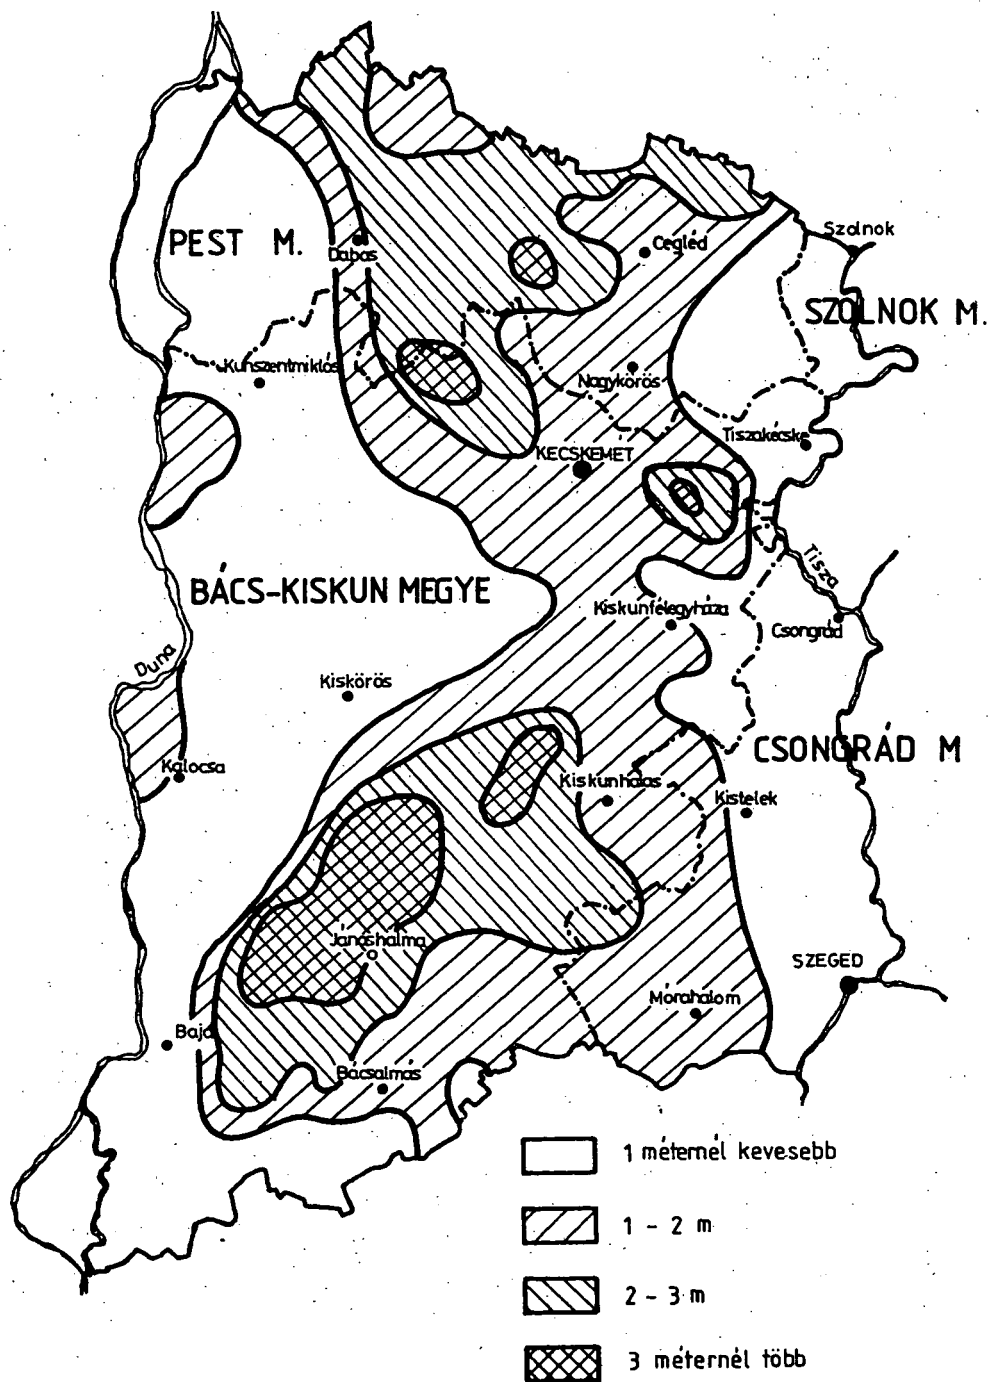 Szolnok
PEST M.
Cegléd
Dabas
SZOLNOK M.
Kunszentmiklós
Nagykőrös
Tiszakécske
KECSKEMÉT
Tisza
BÁCS-KISKUN MEGYE
Kiskunfélegyháza
Csongrád
Duna
Kiskőrös
CSONGRÁD M
Kalocsa
Kiskunhalas
Kistelek
Jánoshalma
SZEGED
Mórahalom
Baja
Bácsalmás
1 méternél kevesebb
1 - 2 m
2 - 3 m
3 méternél több